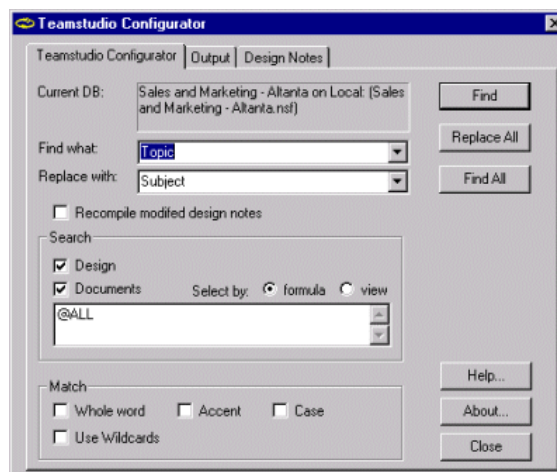 Teamstudio Configurator
Teamstudio Configurator Output Design Notes
Current DB: Sales and Marketing - Altanta on Local: (Sales
and Marketing - Altanta.nsf)
Find
Find what: Topic
Replace All
Replace with: Subject
Find All
Recompile modifed design notes
Search
Design
Documents Select by: formula view
@ALL
Match
Whole word Accent Case
Use Wildcards
Help...
About...
Close